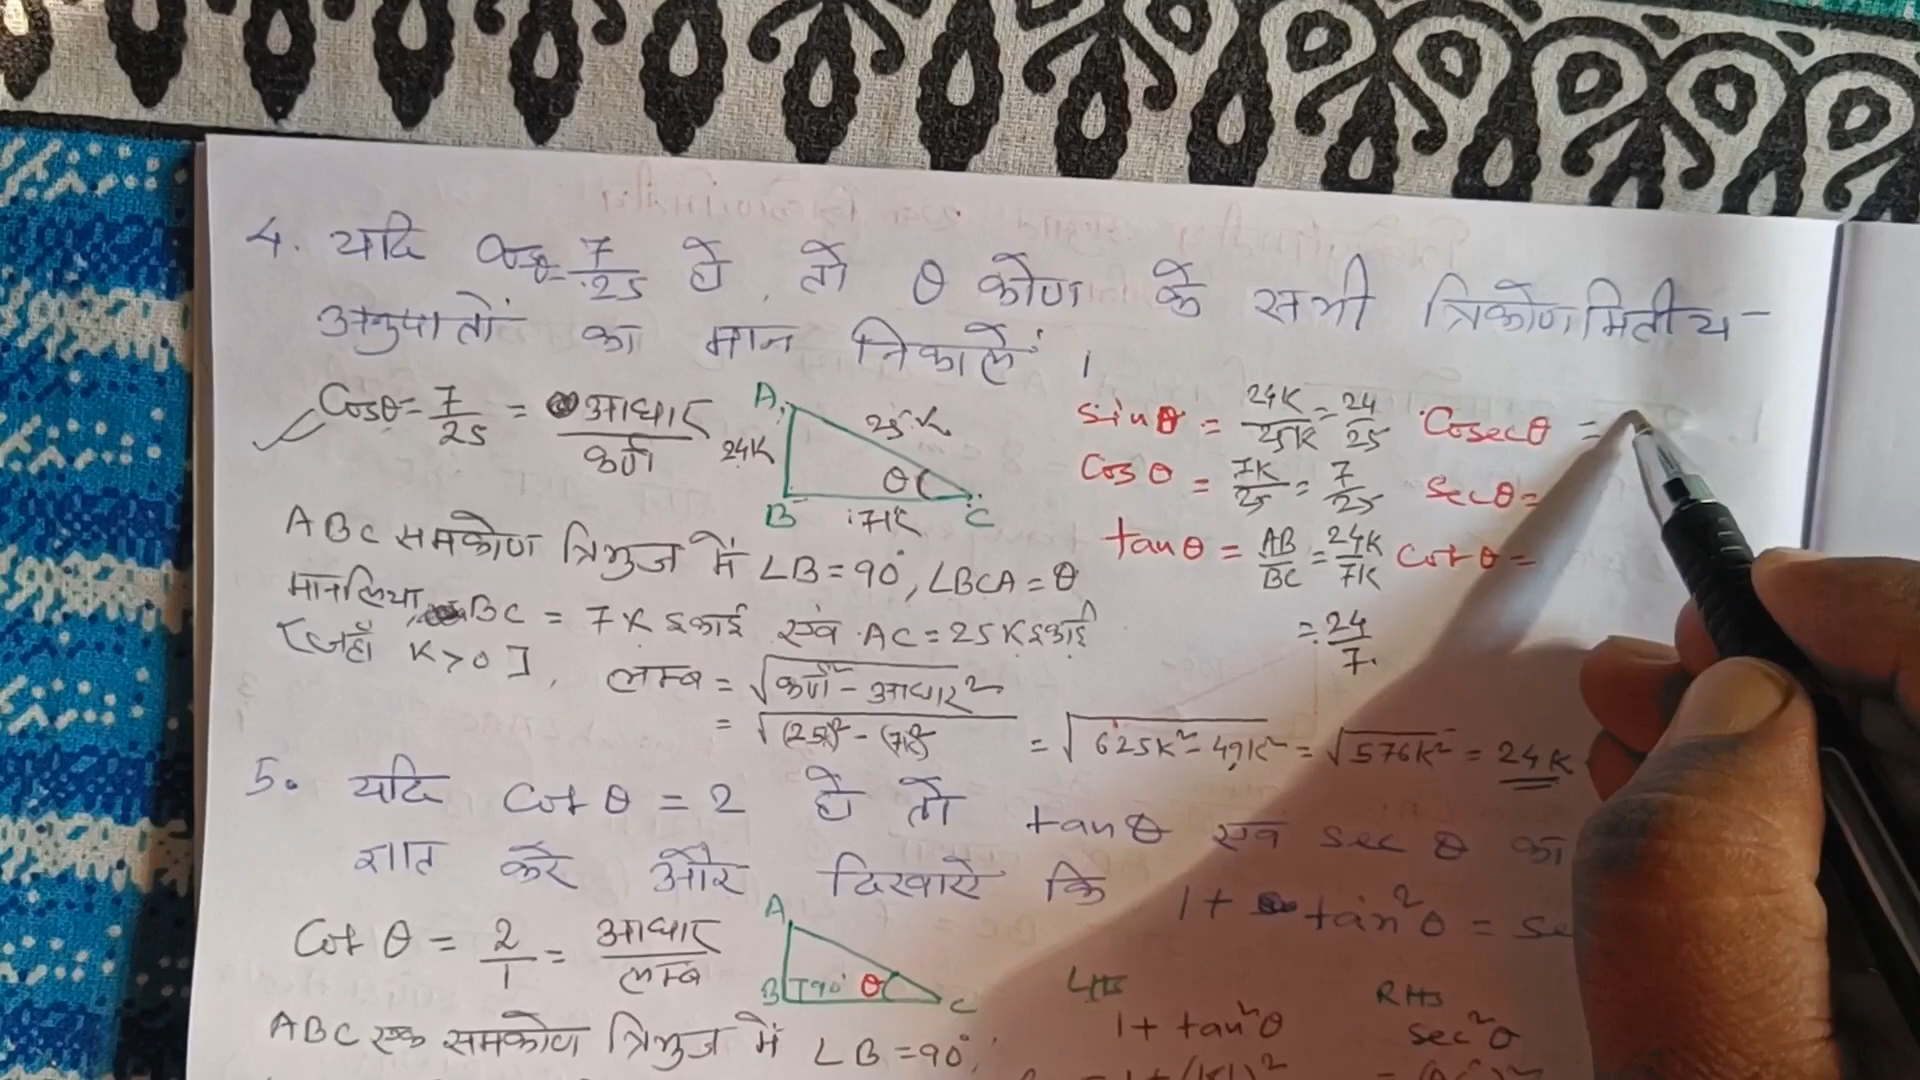 4. यदि Cosθ=7/25 हो, तो θ कोण के सभी त्रिकोणमितीय-
अनुपातों का मान निकालें ।
Cosθ=7/25 = आधार/कर्ण
A
24K
25K
θ
B
7K
C
sinθ = 24K/25K = 24/25 Cosecθ =
Cosθ = 7K/25 = 7/25 secθ=
tanθ = AB/BC = 24K/7K Cotθ =
= 24/7.
ABC समकोण त्रिभुज में ∠B=90°, ∠BCA=θ
मानलिया, BC = 7K इकाई एवं AC=25K इकाई
[जहाँ K>0], लम्ब = √कर्ण² - आधार²
= √(25K)² - (7K)² = √625K² - 49K² = √576K² = 24K
5. यदि Cotθ = 2 हो तो tanθ एवं secθ का
ज्ञात करें और दिखायें कि 1+tan²θ = se
Cotθ = 2/1 = आधार/लम्ब
A
B 90° θ C
LHS RHS
1+tan²θ sec²θ
ABC एक समकोण त्रिभुज में ∠B=90°,